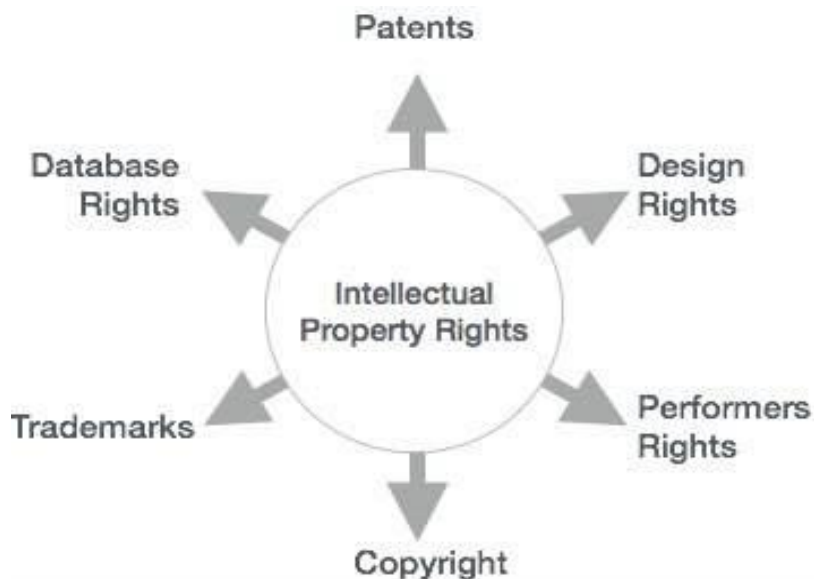 Patents
Database
Rights
Design
Rights
Intellectual
Property Rights
Trademarks
Performers
Rights
Copyright